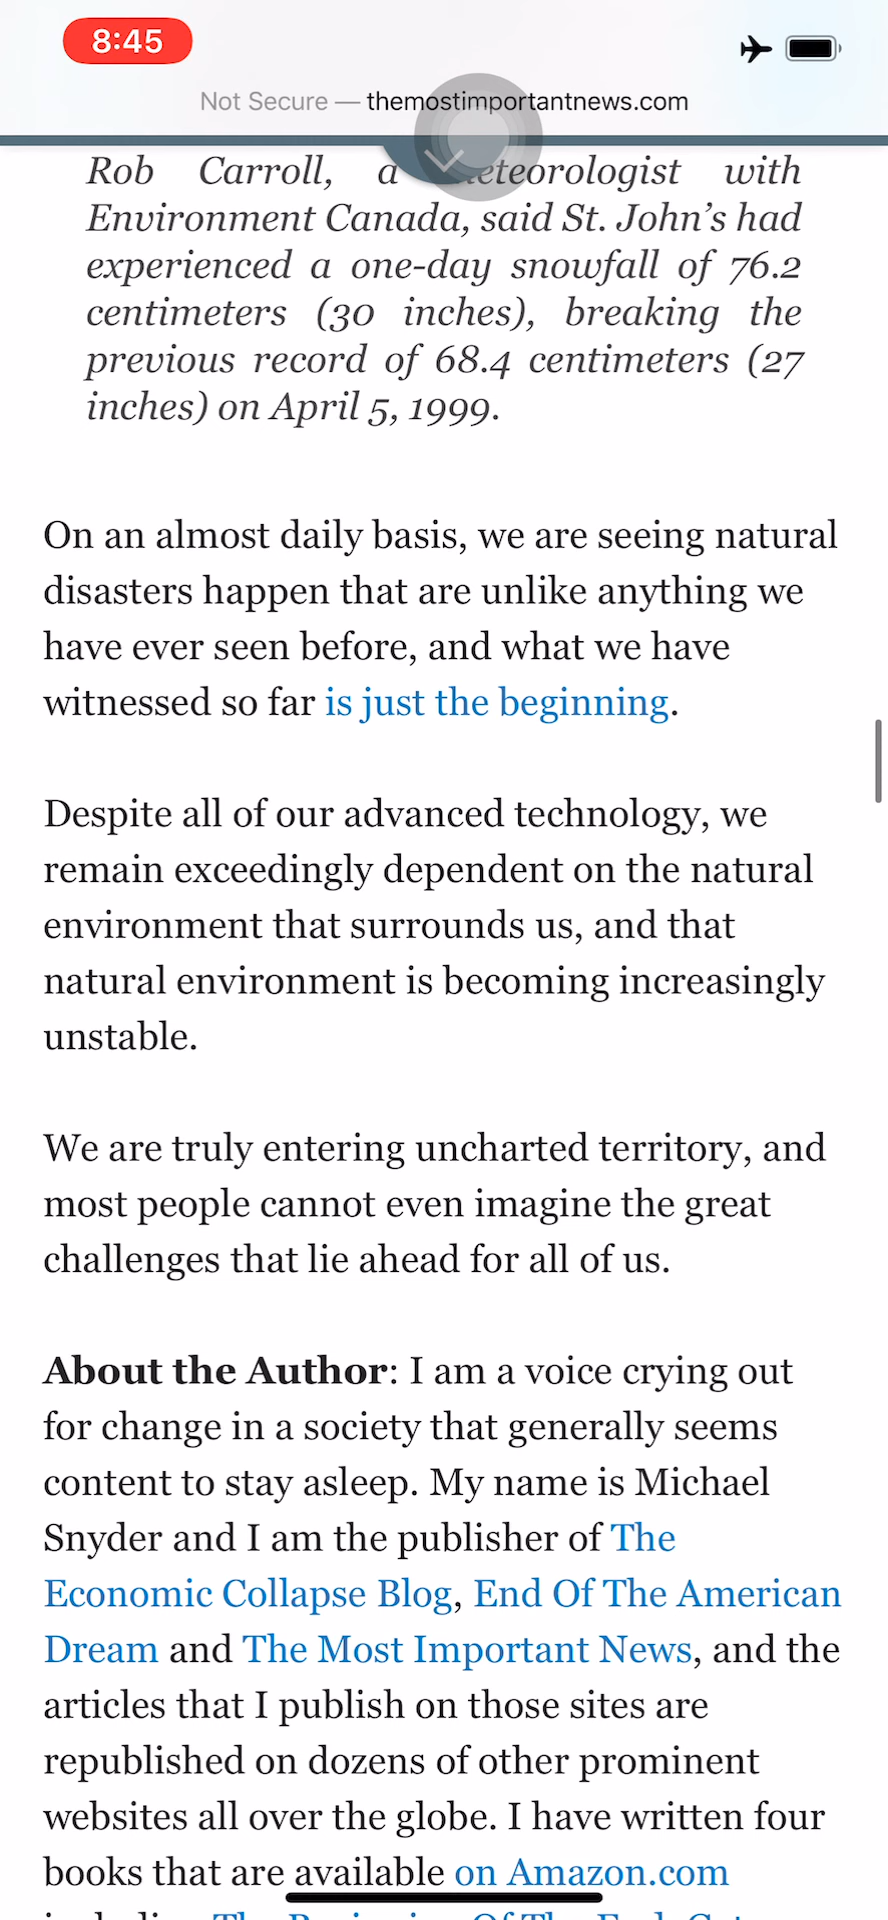 8:45
Not Secure — themostimportantnews.com
Rob Carroll, a meteorologist with
Environment Canada, said St. John’s had
experienced a one-day snowfall of 76.2
centimeters (30 inches), breaking the
previous record of 68.4 centimeters (27
inches) on April 5, 1999.
On an almost daily basis, we are seeing natural
disasters happen that are unlike anything we
have ever seen before, and what we have
witnessed so far is just the beginning.
Despite all of our advanced technology, we
remain exceedingly dependent on the natural
environment that surrounds us, and that
natural environment is becoming increasingly
unstable.
We are truly entering uncharted territory, and
most people cannot even imagine the great
challenges that lie ahead for all of us.
About the Author: I am a voice crying out
for change in a society that generally seems
content to stay asleep. My name is Michael
Snyder and I am the publisher of The
Economic Collapse Blog, End Of The American
Dream and The Most Important News, and the
articles that I publish on those sites are
republished on dozens of other prominent
websites all over the globe. I have written four
books that are available on Amazon.com